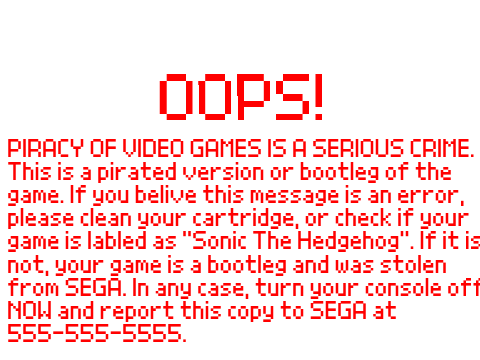 OOPS!
PIRACY OF VIDEO GAMES IS A SERIOUS CRIME.
This is a pirated version or bootleg of the
game. If you belive this message is an error,
please clean your cartridge, or check if your
game is labled as "Sonic The Hedgehog". If it is
not, your game is a bootleg and was stolen
from SEGA. In any case, turn your console off
NOW and report this copy to SEGA at
555-555-5555.